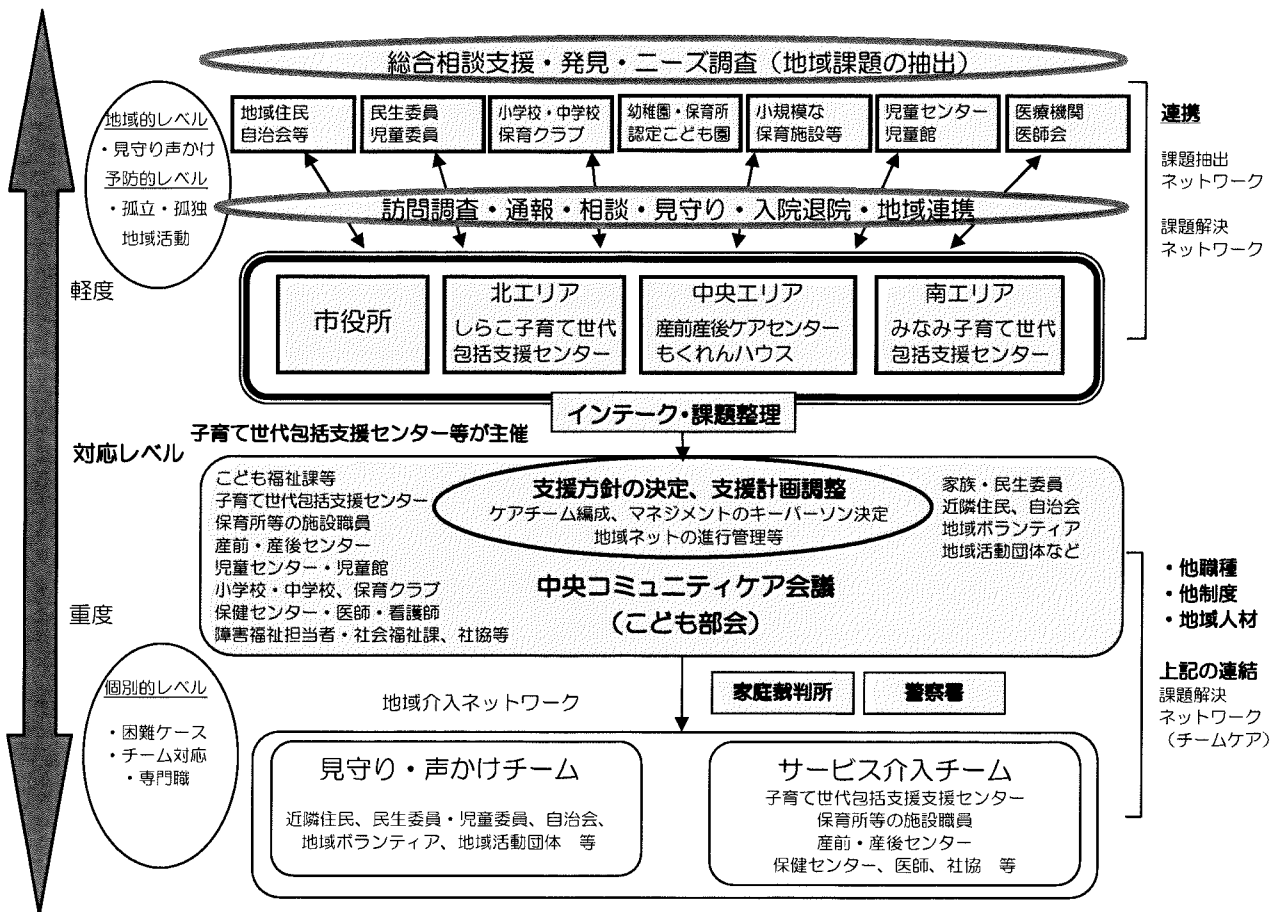 総合相談支援・発見・ニーズ調査（地域課題の抽出）
地域的レベル
・見守り声かけ
予防的レベル
・孤立・孤独
地域活動
地域住民
自治会等
民生委員
児童委員
小学校・中学校
保育クラブ
幼稚園・保育所
認定こども園
小規模な
保育施設等
児童センター
児童館
医療機関
医師会
連携
課題抽出
ネットワーク
課題解決
ネットワーク
訪問調査・通報・相談・見守り・入院退院・地域連携
軽度
市役所
北エリア
しらこ子育て世代
包括支援センター
中央エリア
産前産後ケアセンター
もくれんハウス
南エリア
みなみ子育て世代
包括支援センター
インテーク・課題整理
子育て世代包括支援センター等が主催
対応レベル
こども福祉課等
子育て世代包括支援センター
保育所等の施設職員
産前・産後センター
児童センター・児童館
小学校・中学校、保育クラブ
保健センター・医師・看護師
障害福祉担当者・社会福祉課、社協等
支援方針の決定、支援計画調整
ケアチーム編成、マネジメントのキーパーソン決定
地域ネットの進行管理等
家族・民生委員
近隣住民、自治会
地域ボランティア
地域活動団体など
中央コミュニティケア会議
（こども部会）
・他職種
・他制度
・地域人材
上記の連結
課題解決
ネットワーク
（チームケア）
重度
個別的レベル
・困難ケース
・チーム対応
・専門職
地域介入ネットワーク
家庭裁判所
警察署
見守り・声かけチーム
近隣住民、民生委員・児童委員、自治会、
地域ボランティア、地域活動団体　等
サービス介入チーム
子育て世代包括支援支援センター
保育所等の施設職員
産前・産後センター
保健センター、医師、社協　等